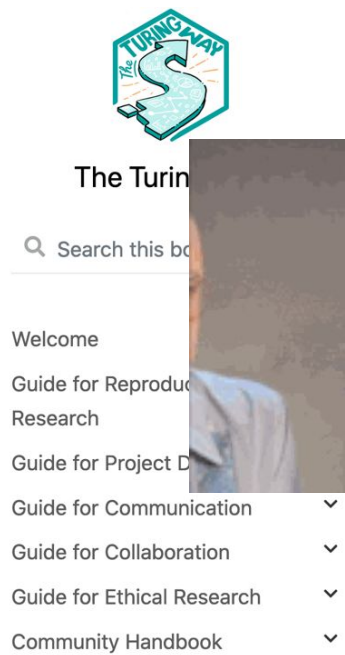 The TURING WAY
The Turin
Search this bo
Welcome
Guide for Reproduc
Research
Guide for Project D
Guide for Communication
Guide for Collaboration
Guide for Ethical Research
Community Handbook